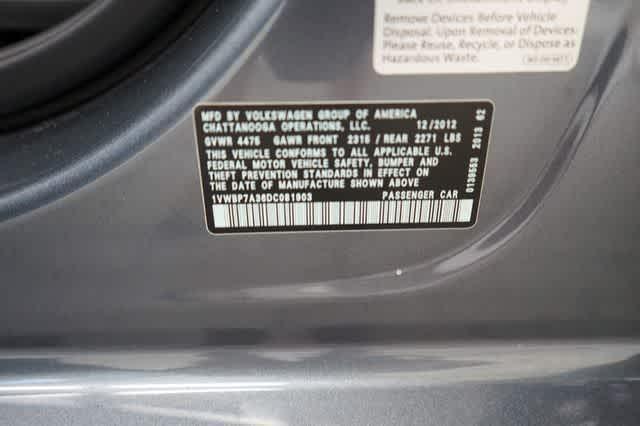 Remove Devices Before Vehicle
Disposal. Upon Removal of Devices
Please Reuse, Recycle, or Dispose as
Hazardous Waste.
MFD BY VOLKSWAGEN GROUP OF AMERICA
CHATTANOOGA OPERATIONS, LLC. 12/2012
GVWR 4475 GAWR FRONT 2316 / REAR 2271 LBS
THIS VEHICLE CONFORMS TO ALL APPLICABLE U.S.
FEDERAL MOTOR VEHICLE SAFETY, BUMPER AND
THEFT PREVENTION STANDARDS IN EFFECT ON
THE DATE OF MANUFACTURE SHOWN ABOVE
1VWBP7A36DC081903 PASSENGER CAR
0139553 2013 02